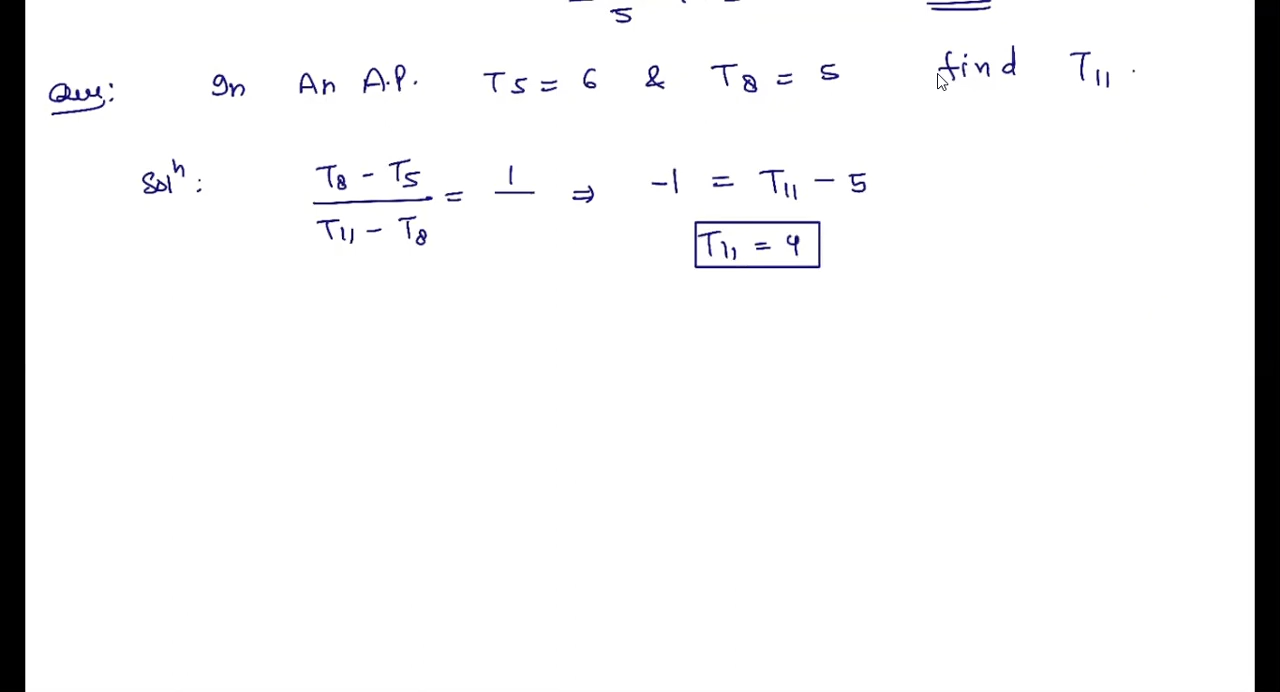 5
Que: In An A.P. T5 = 6 & T8 = 5 find T11.
Solⁿ: (T8 - T5)/(T11 - T8) = 1/ ⇒ -1 = T11 - 5
T11 = 4